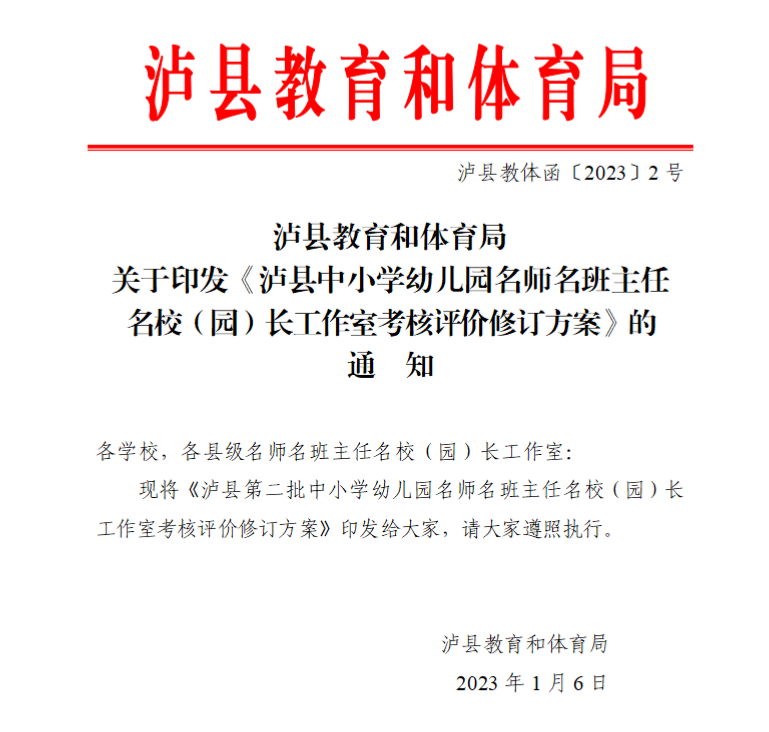 泸县教育和体育局
泸县教体函〔2023〕2 号
泸县教育和体育局
关于印发《泸县中小学幼儿园名师名班主任
名校（园）长工作室考核评价修订方案》的
通 知
各学校，各县级名师名班主任名校（园）长工作室：
现将《泸县第二批中小学幼儿园名师名班主任名校（园）长
工作室考核评价修订方案》印发给大家，请大家遵照执行。
泸县教育和体育局
2023 年 1 月 6 日